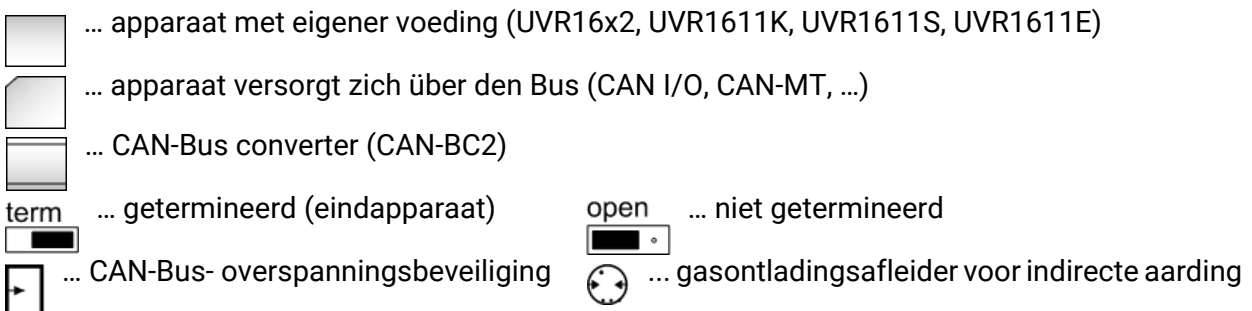 … apparaat met eigener voeding (UVR16x2, UVR1611K, UVR1611S, UVR1611E)
… apparaat versorgt zich über den Bus (CAN I/O, CAN-MT, …)
… CAN-Bus converter (CAN-BC2)
term … getermineerd (eindapparaat) open … niet getermineerd
… CAN-Bus- overspanningsbeveiliging ... gasontladingsafleider voor indirecte aarding